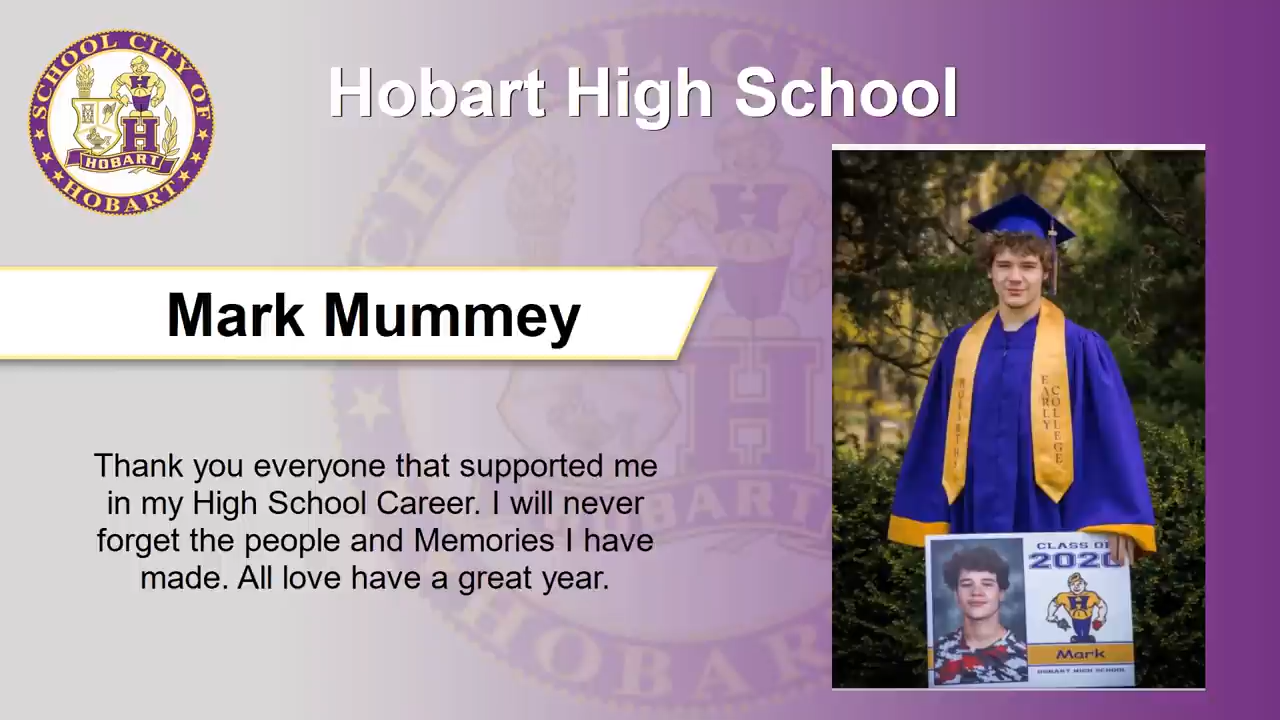 SCHOOL CITY OF
HOBART
HOBART
H
Hobart High School
Mark Mummey
Thank you everyone that supported me
in my High School Career. I will never
forget the people and Memories I have
made. All love have a great year.
EARLY
COLLEGE
CLASS OF
2020
Mark
HOBART HIGH SCHOOL